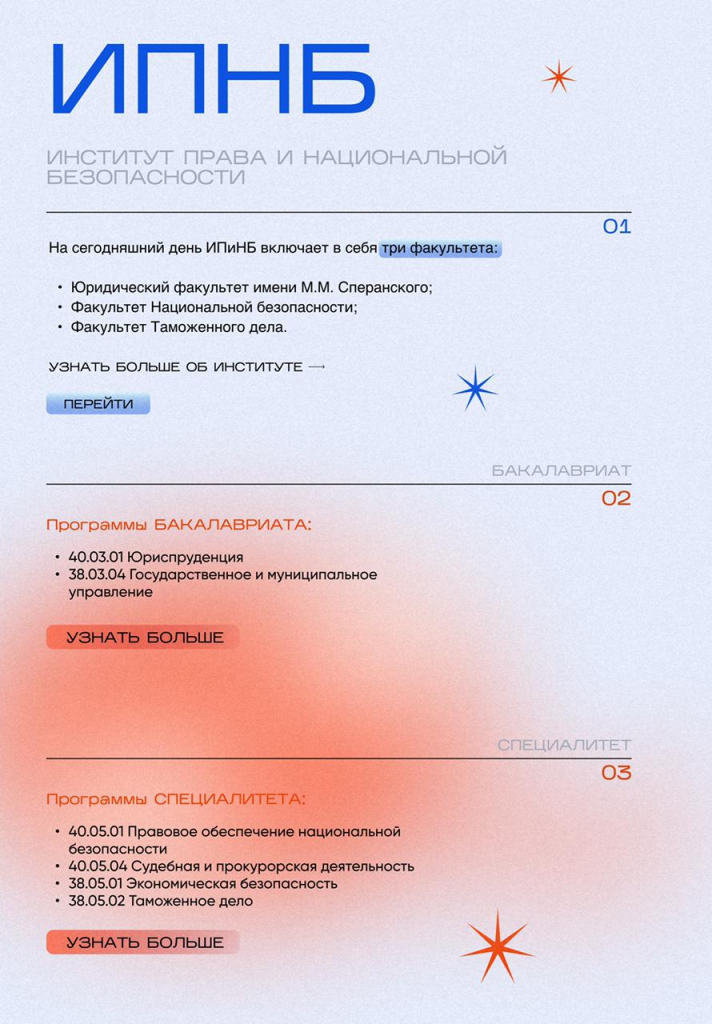 ИПНБ
ИНСТИТУТ ПРАВА И НАЦИОНАЛЬНОЙ
БЕЗОПАСНОСТИ
01
На сегодняшний день ИПиНБ включает в себя три факультета:
• Юридический факультет имени М.М. Сперанского;
• Факультет Национальной безопасности;
• Факультет Таможенного дела.
УЗНАТЬ БОЛЬШЕ ОБ ИНСТИТУТЕ →
ПЕРЕЙТИ
БАКАЛАВРИАТ
02
Программы БАКАЛАВРИАТА:
• 40.03.01 Юриспруденция
• 38.03.04 Государственное и муниципальное
управление
УЗНАТЬ БОЛЬШЕ
СПЕЦИАЛИТЕТ
03
Программы СПЕЦИАЛИТЕТА:
• 40.05.01 Правовое обеспечение национальной
безопасности
• 40.05.04 Судебная и прокурорская деятельность
• 38.05.01 Экономическая безопасность
• 38.05.02 Таможенное дело
УЗНАТЬ БОЛЬШЕ